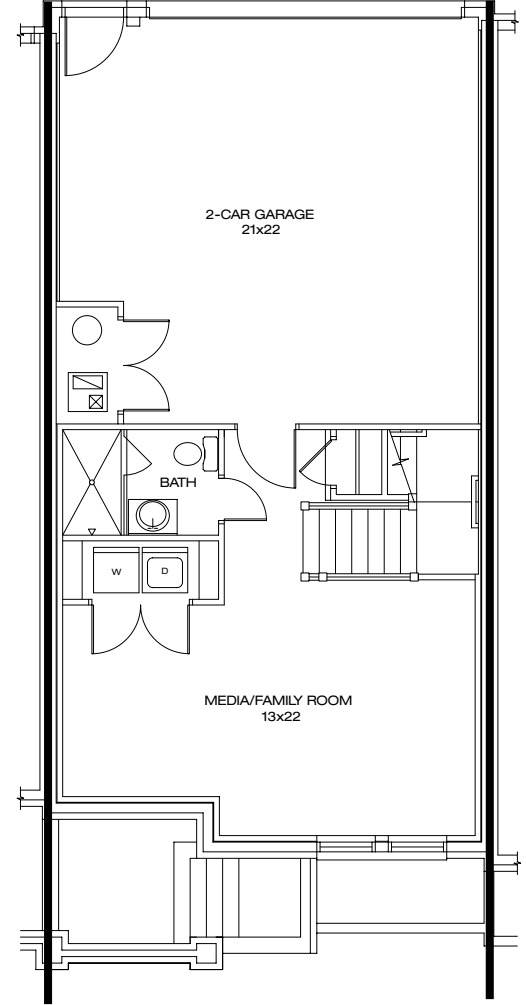 2-CAR GARAGE
21x22
BATH
W
D
MEDIA/FAMILY ROOM
13x22